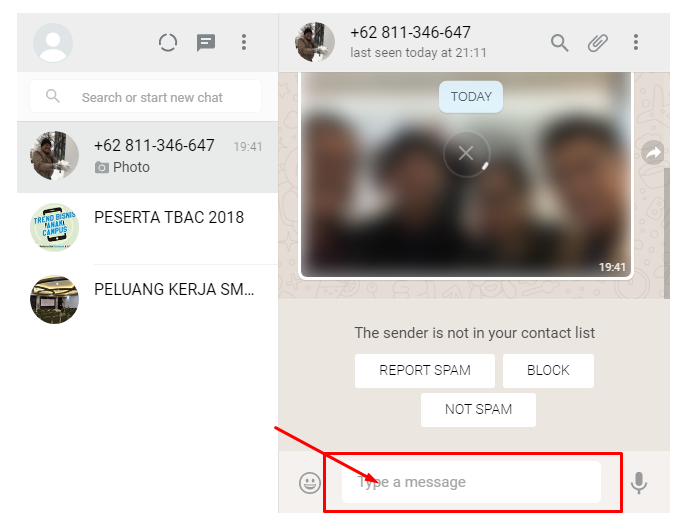 Search or start new chat
+62 811-346-647
19:41
Photo
TREND BISNIS
ANAK
CAMPUS
PESERTA TBAC 2018
PELUANG KERJA SM...
+62 811-346-647
last seen today at 21:11
TODAY
19:41
The sender is not in your contact list
REPORT SPAM
BLOCK
NOT SPAM
Type a message